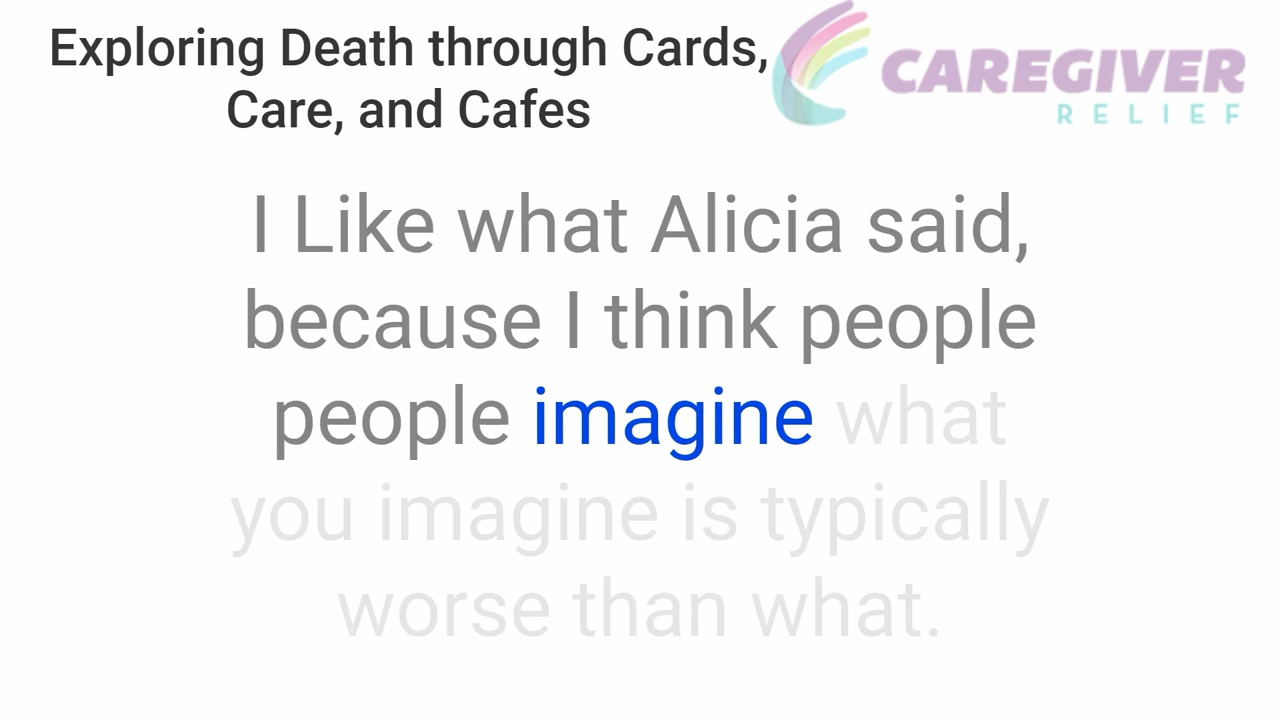 Exploring Death through Cards,
Care, and Cafes
CAREGIVER
RELIEF
I Like what Alicia said,
because I think people
people imagine what
you imagine is typically
worse than what.